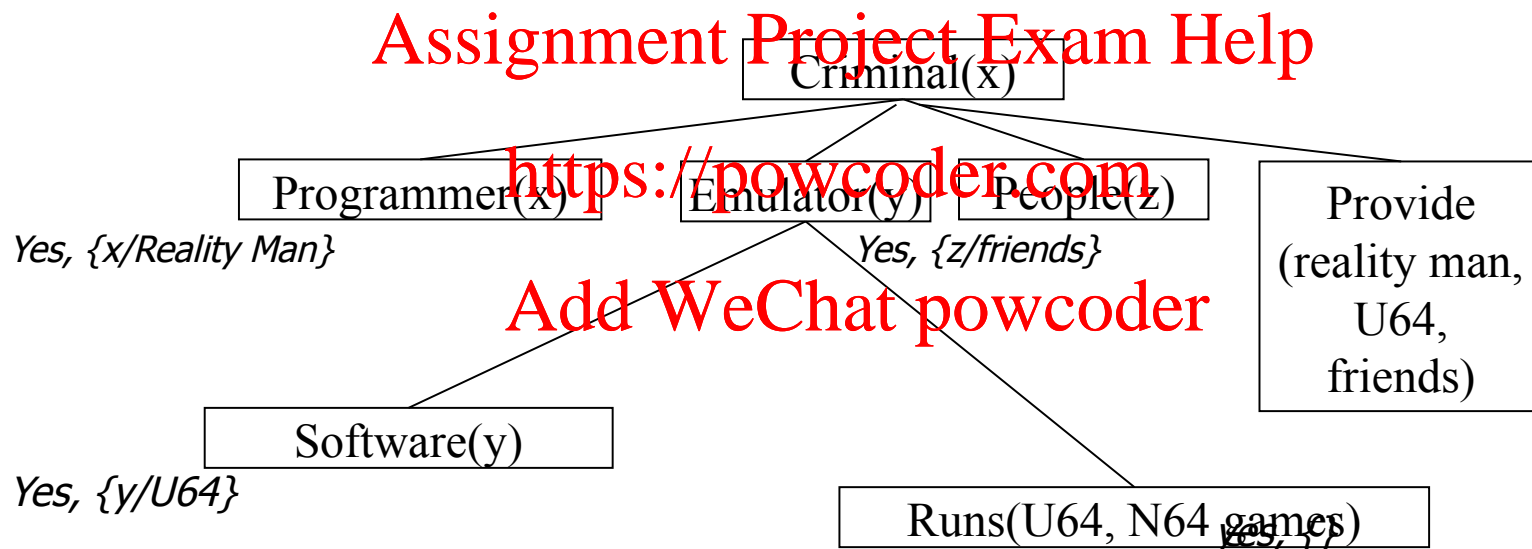 Assignment Project Exam Help
Criminal(x)
https://powcoder.com
Programmer(x)
Emulator(y)
People(z)
Provide
(reality man,
U64,
friends)
Yes, {x/Reality Man}
Yes, {z/friends}
Add WeChat powcoder
Software(y)
Yes, {y/U64}
Runs(U64, N64 games)
yes, {}